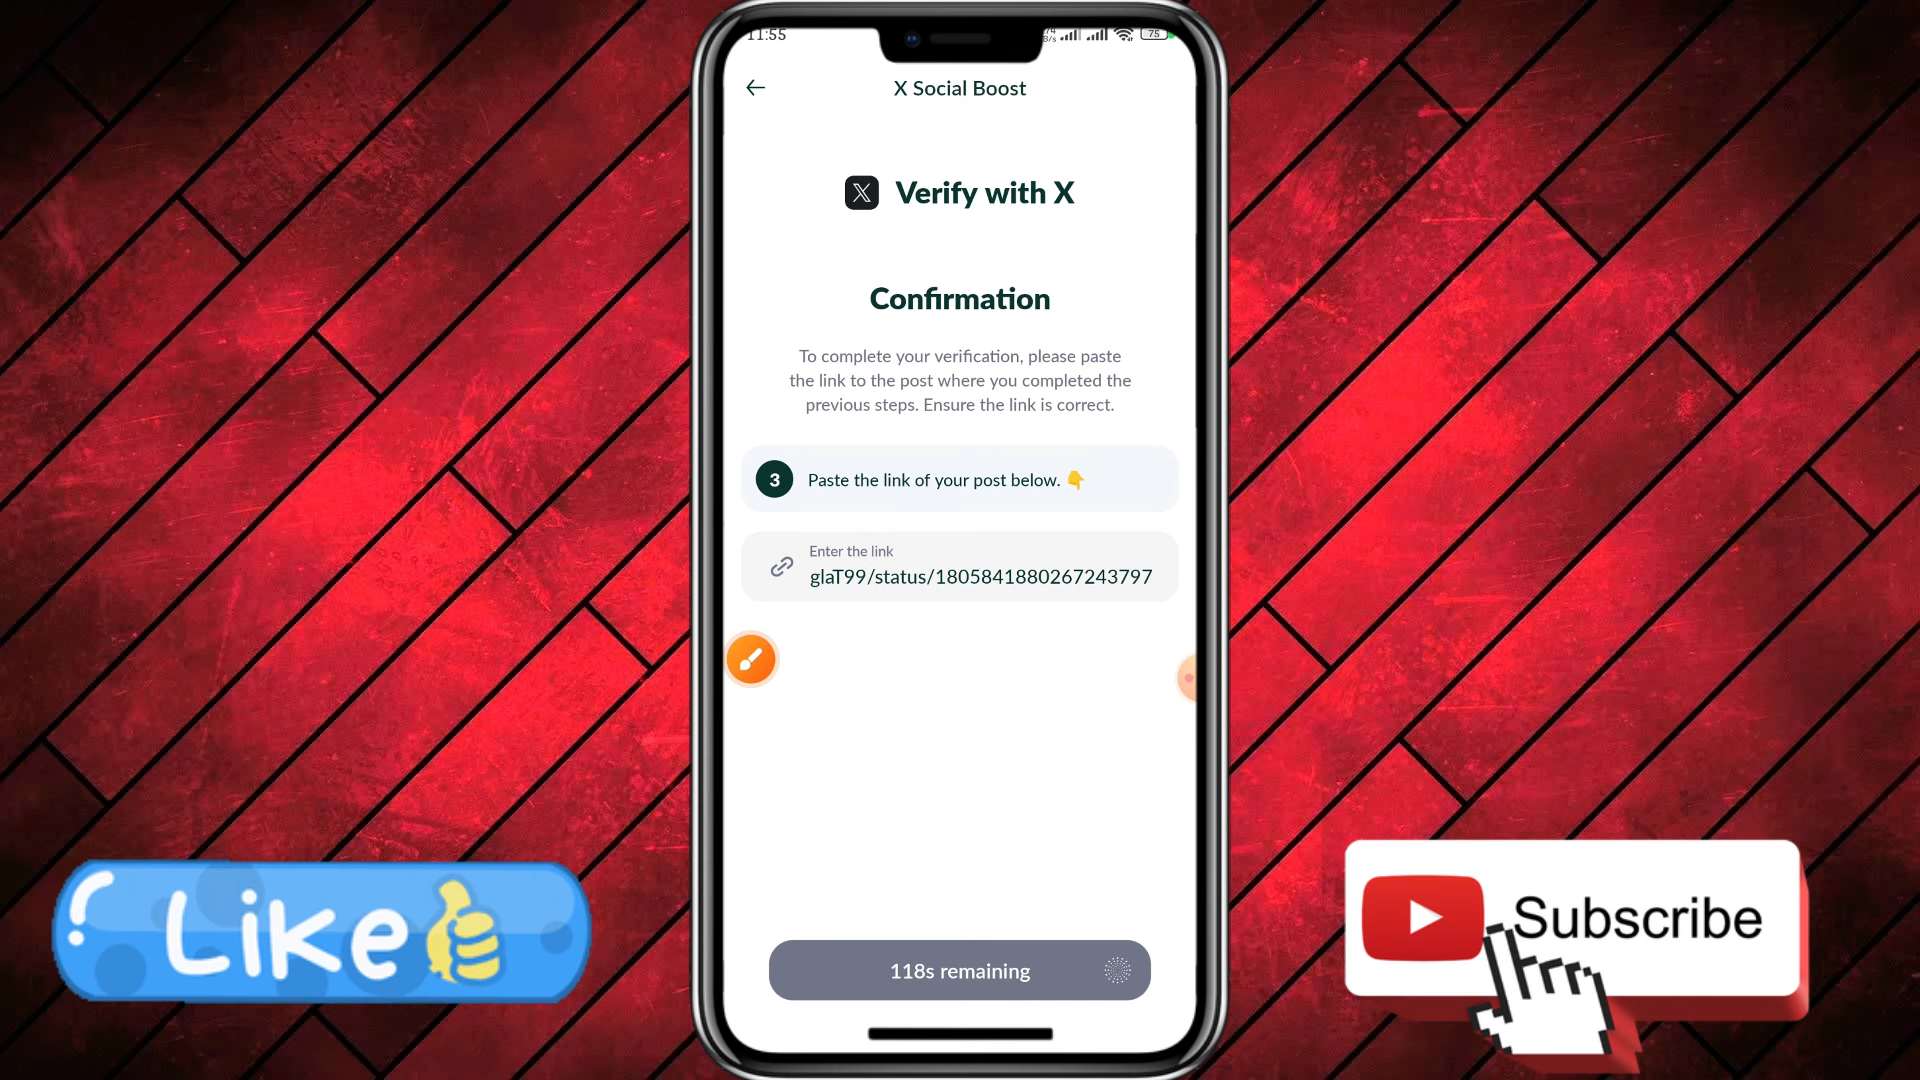 11:55
75
X Social Boost
Verify with X
Confirmation
To complete your verification, please paste
the link to the post where you completed the
previous steps. Ensure the link is correct.
3 Paste the link of your post below. 👇
Enter the link
glaT99/status/1805841880267243797
118s remaining
Like
Subscribe